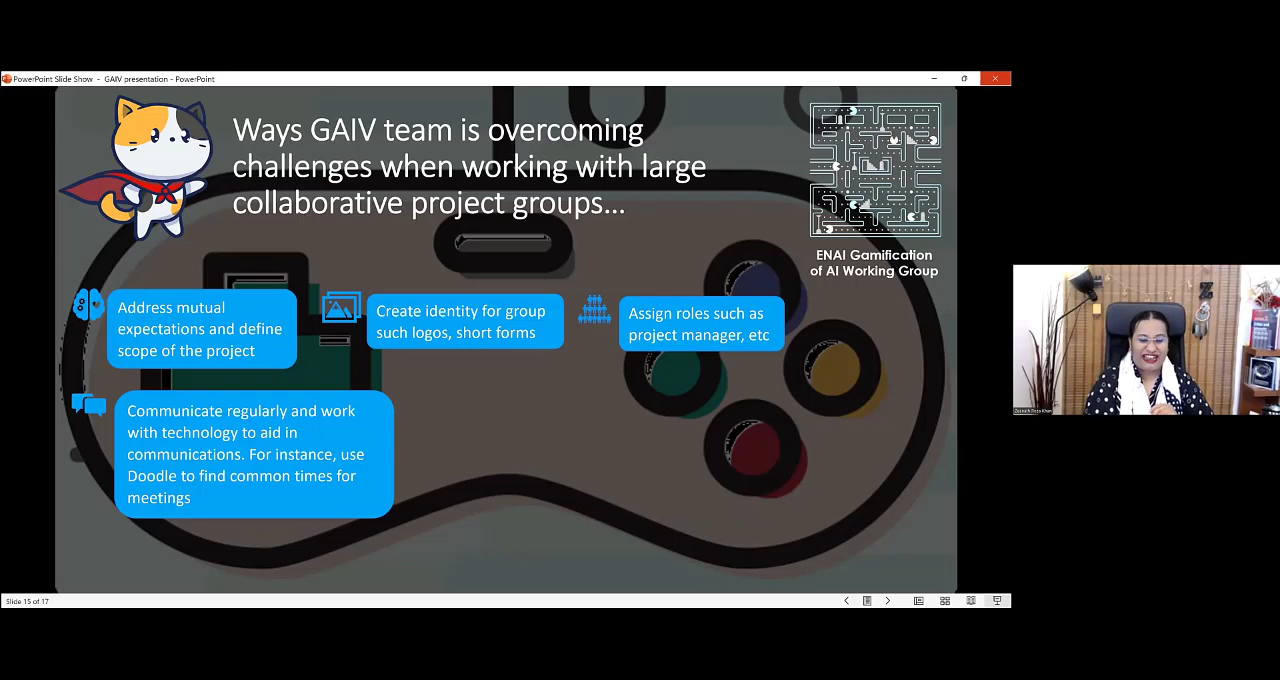 PowerPoint Slide Show - GAIV presentation - PowerPoint
Ways GAIV team is overcoming
challenges when working with large
collaborative project groups...
ENAI Gamification
of AI Working Group
Address mutual
expectations and define
scope of the project
Create identity for group
such logos, short forms
Assign roles such as
project manager, etc
Communicate regularly and work
with technology to aid in
communications. For instance, use
Doodle to find common times for
meetings
Zeenath Reza Khan
Slide 15 of 17